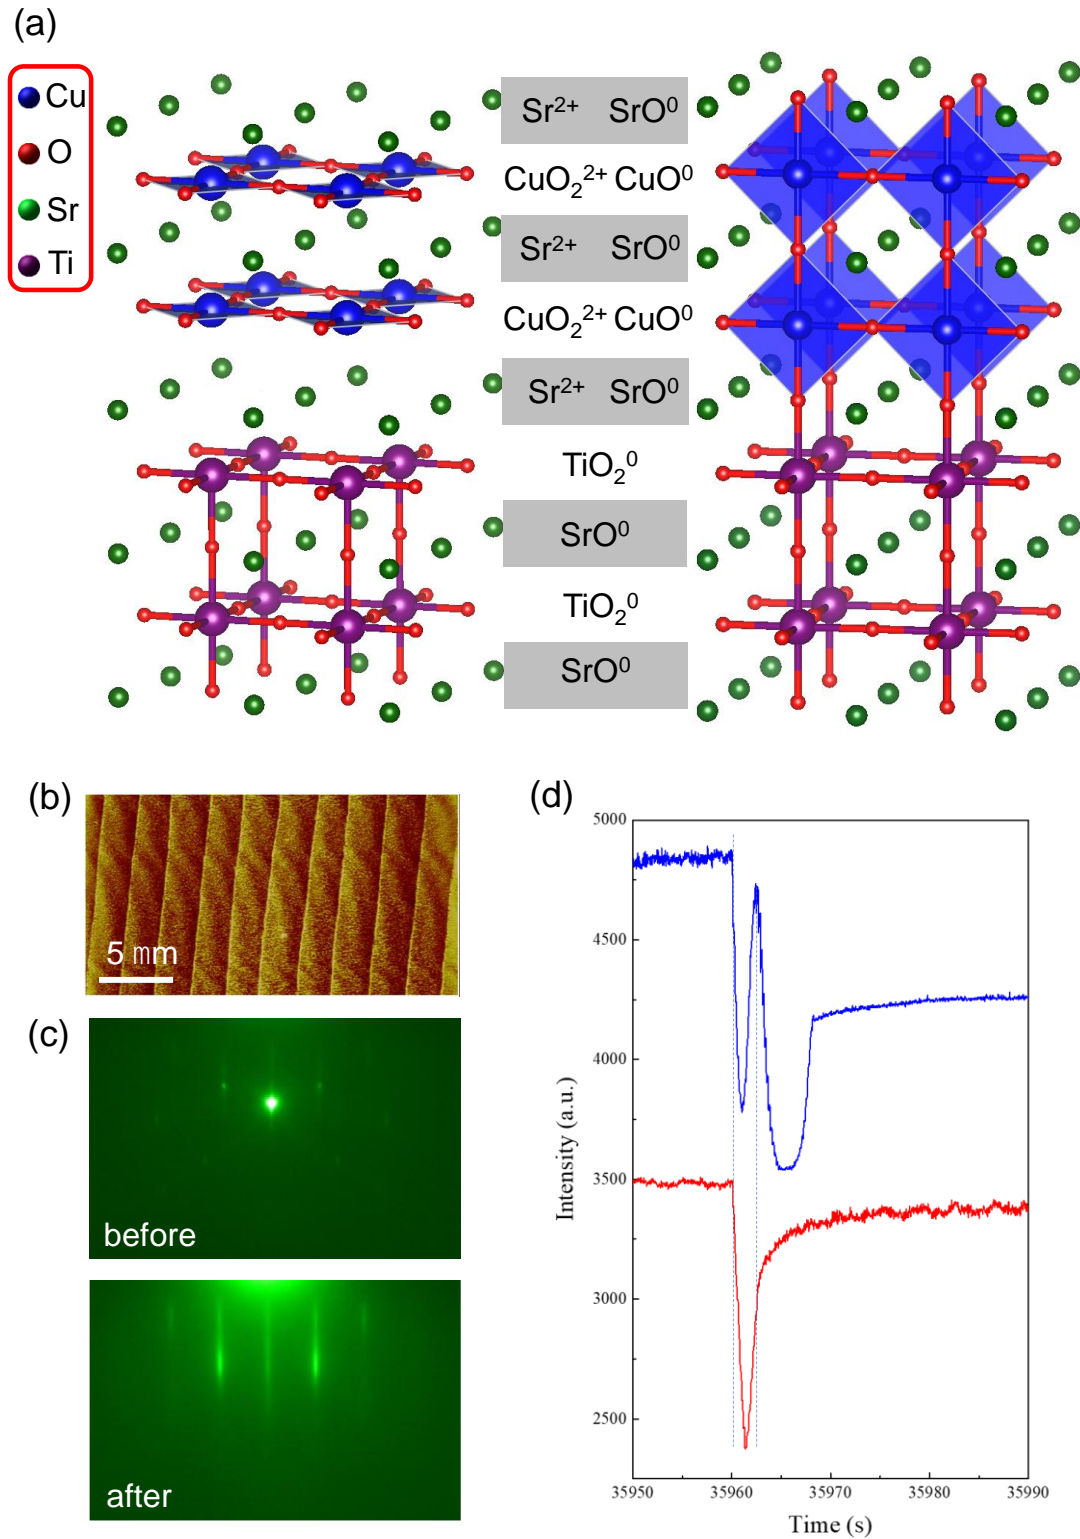 (a)
Cu
O
Sr
Ti
Sr²⁺ SrO⁰
CuO₂²⁺ CuO⁰
Sr²⁺ SrO⁰
CuO₂²⁺ CuO⁰
Sr²⁺ SrO⁰
TiO₂⁰
SrO⁰
TiO₂⁰
SrO⁰
(b)
5 mm
(c)
before
after
(d)
5000
4500
4000
3500
3000
2500
Intensity (a.u.)
35950 35960 35970 35980 35990
Time (s)